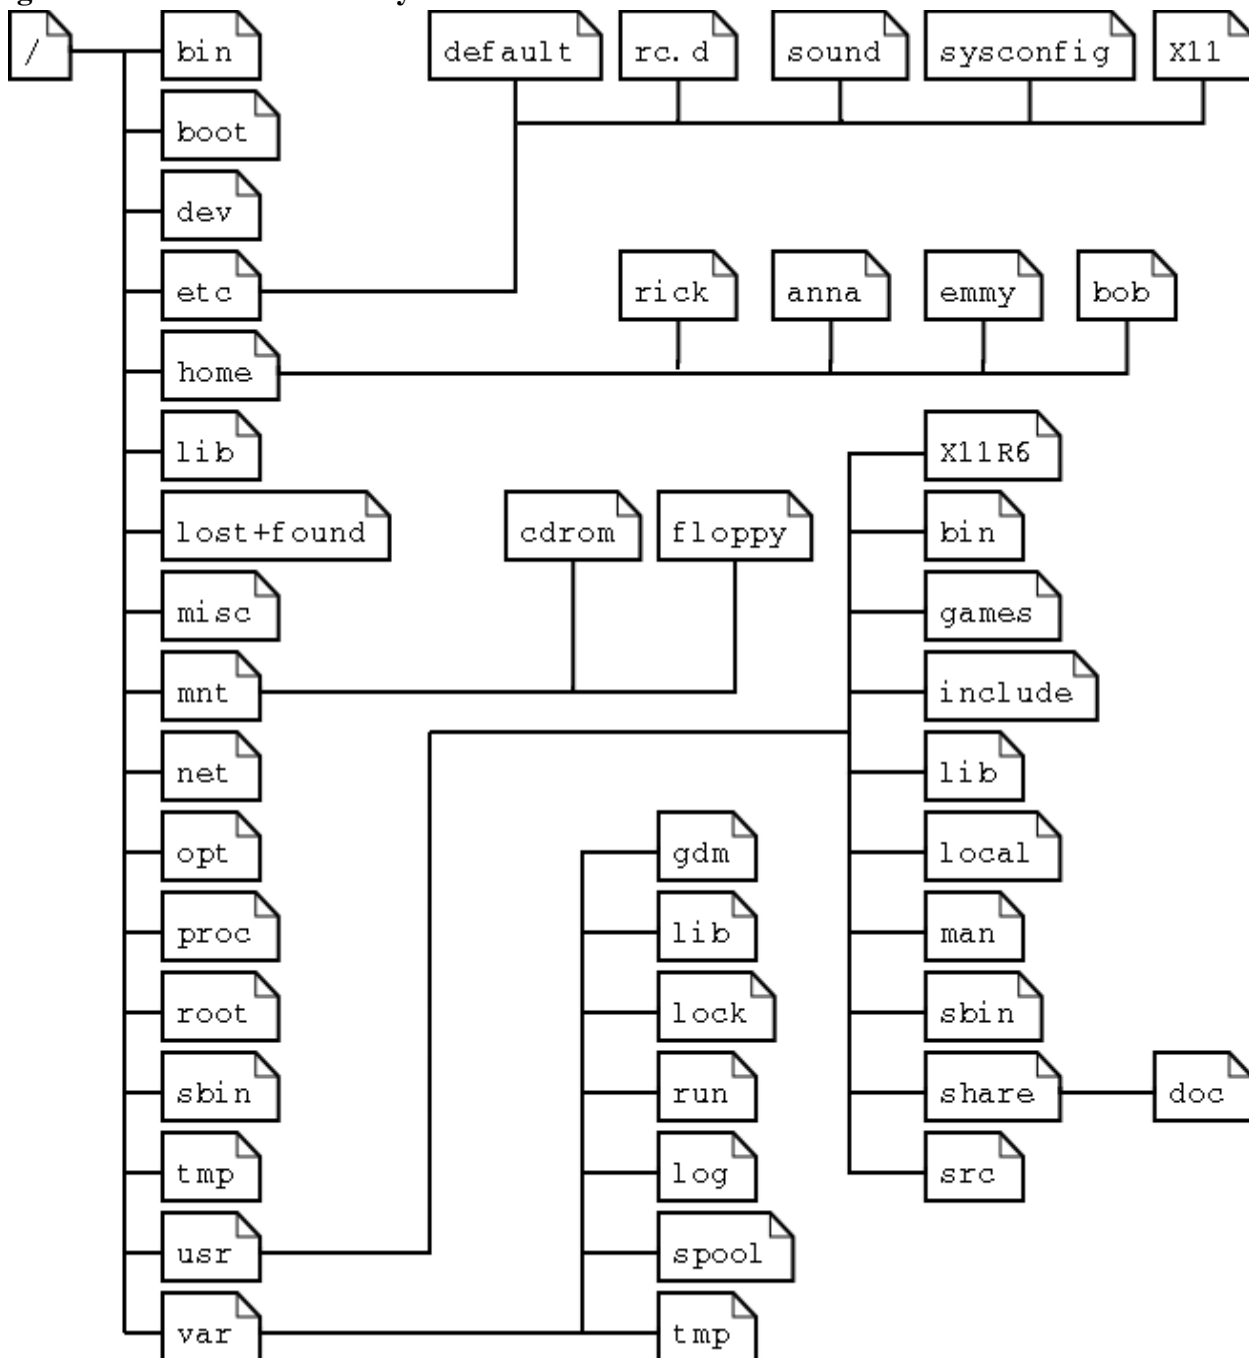 /
bin
default
rc.d
sound
sysconfig
X11
boot
dev
etc
rick
anna
emmy
bob
home
lib
X11R6
lost+found
cdrom
floppy
bin
misc
games
mnt
include
net
lib
opt
gdm
local
proc
lib
man
root
lock
sbin
sbin
run
share
doc
tmp
log
src
usr
spool
var
tmp